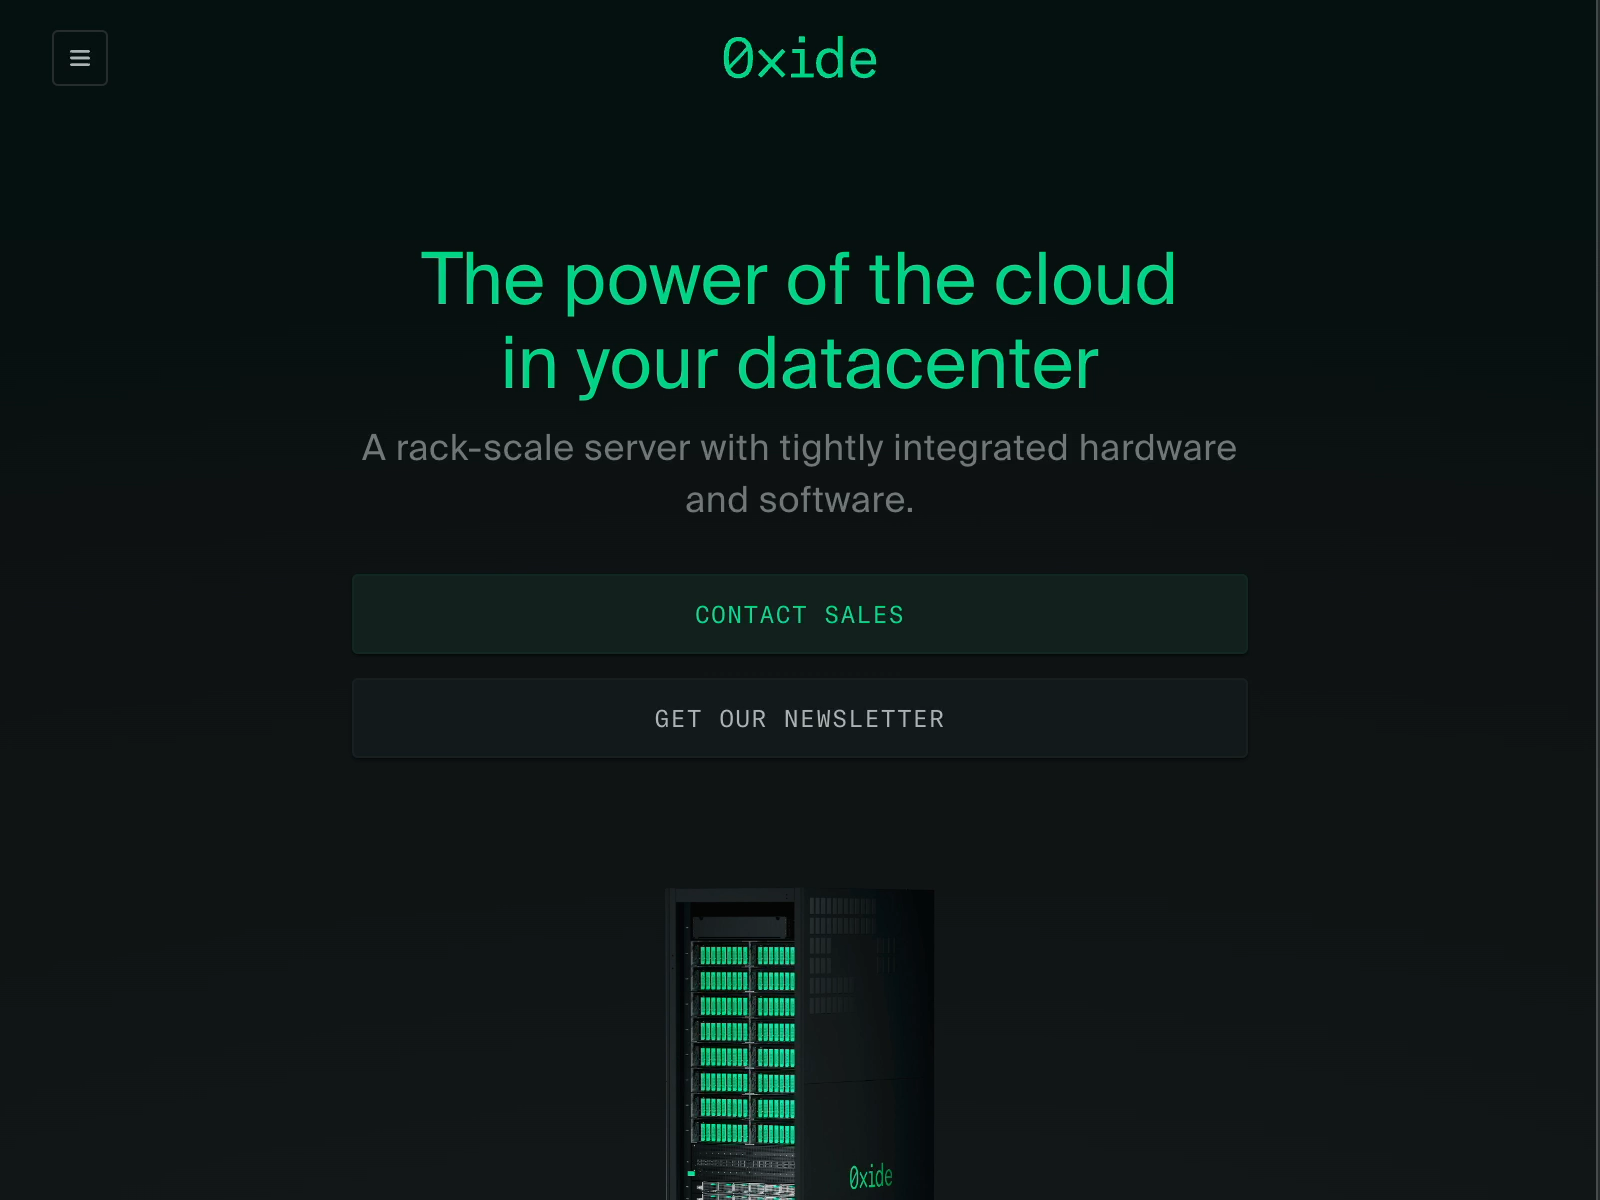 0xide
The power of the cloud
in your datacenter
A rack-scale server with tightly integrated hardware
and software.
CONTACT SALES
GET OUR NEWSLETTER
0xide